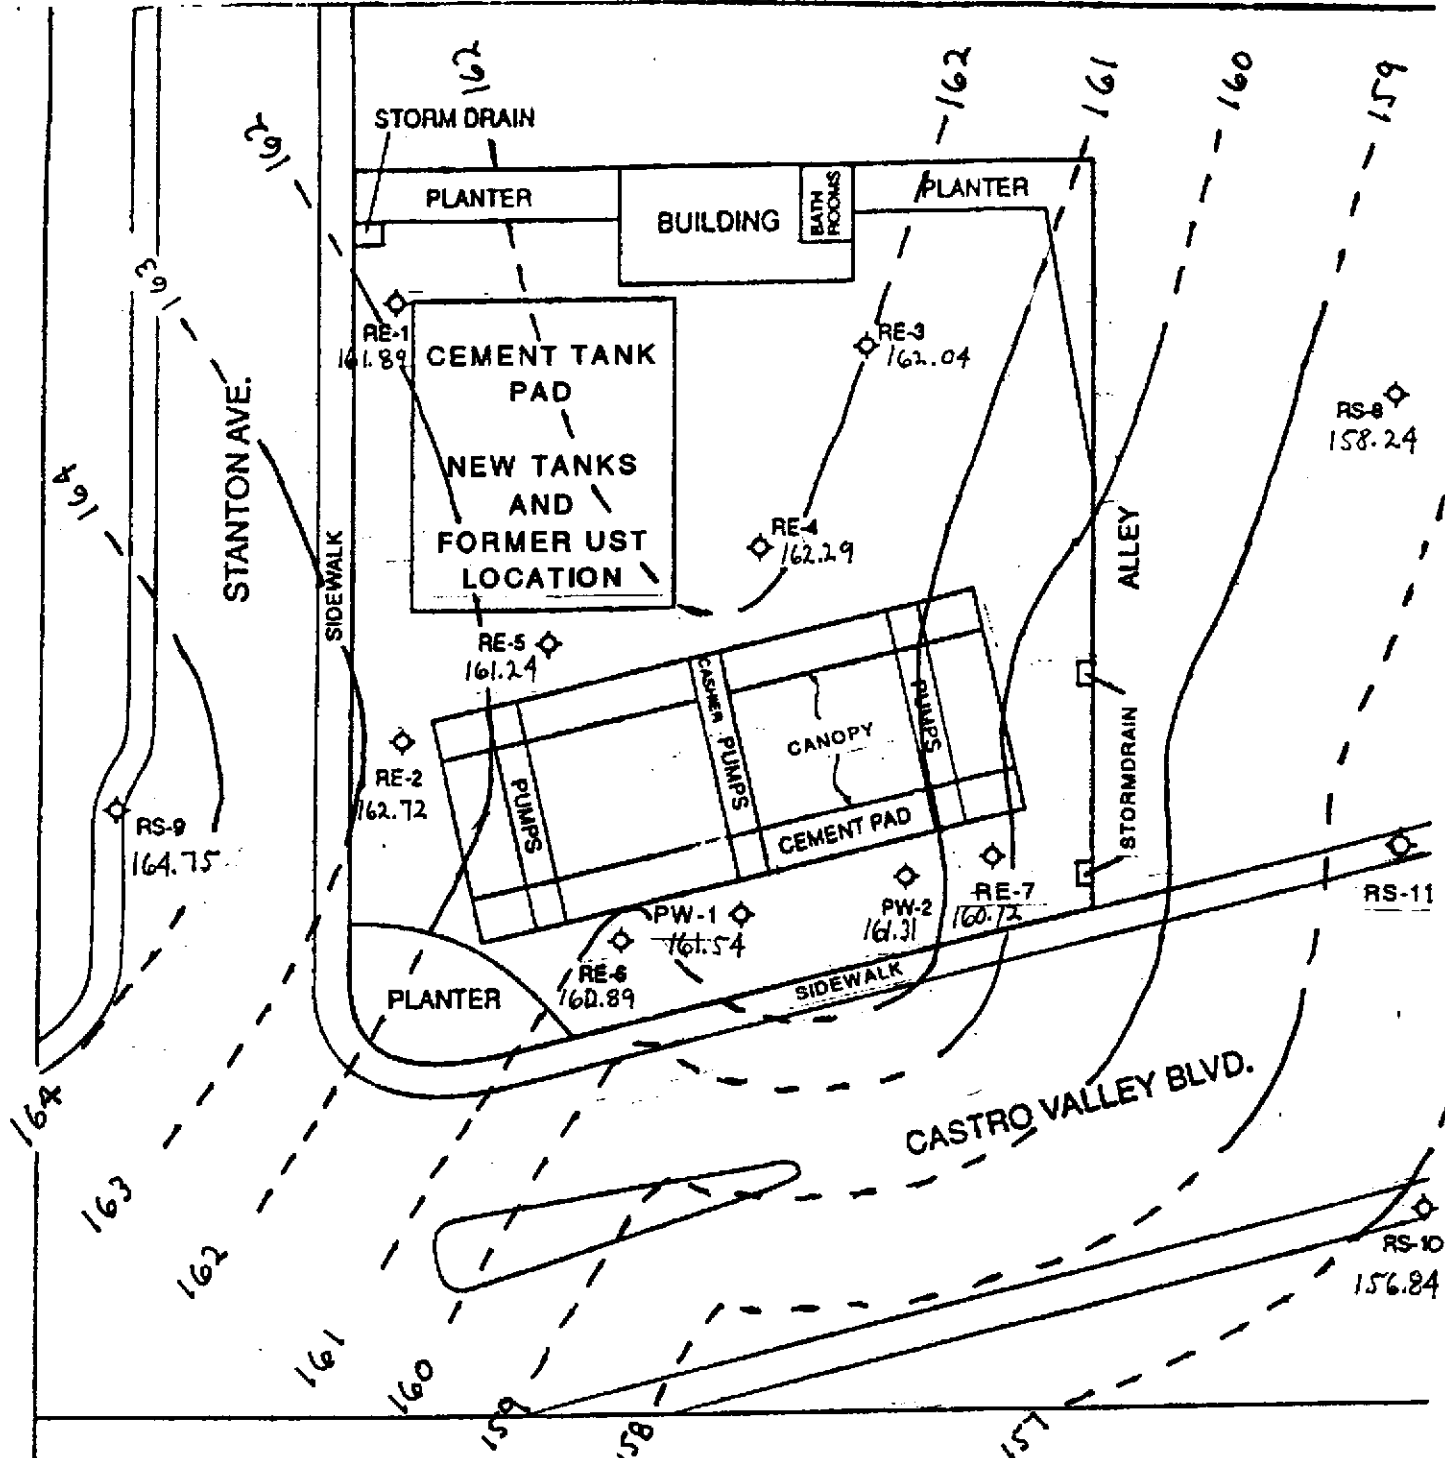 162
162
161
160
159
STORM DRAIN
162
PLANTER
BUILDING
BATH
ROOMS
PLANTER
163
RE-1
161.89
CEMENT TANK
PAD
NEW TANKS
AND
FORMER UST
LOCATION
RE-3
162.04
RS-8
158.24
STANTON AVE.
164
SIDEWALK
RE-4
162.29
ALLEY
RE-5
161.24
CASHIER
PUMPS
PUMPS
CANOPY
STORMDRAIN
RE-2
162.72
PUMPS
RS-9
164.75
CEMENT PAD
PW-1
161.54
PW-2
161.31
RE-7
160.72
RS-11
RE-6
160.89
PLANTER
SIDEWALK
CASTRO VALLEY BLVD.
164
163
162
161
160
159
158
157
RS-10
156.84